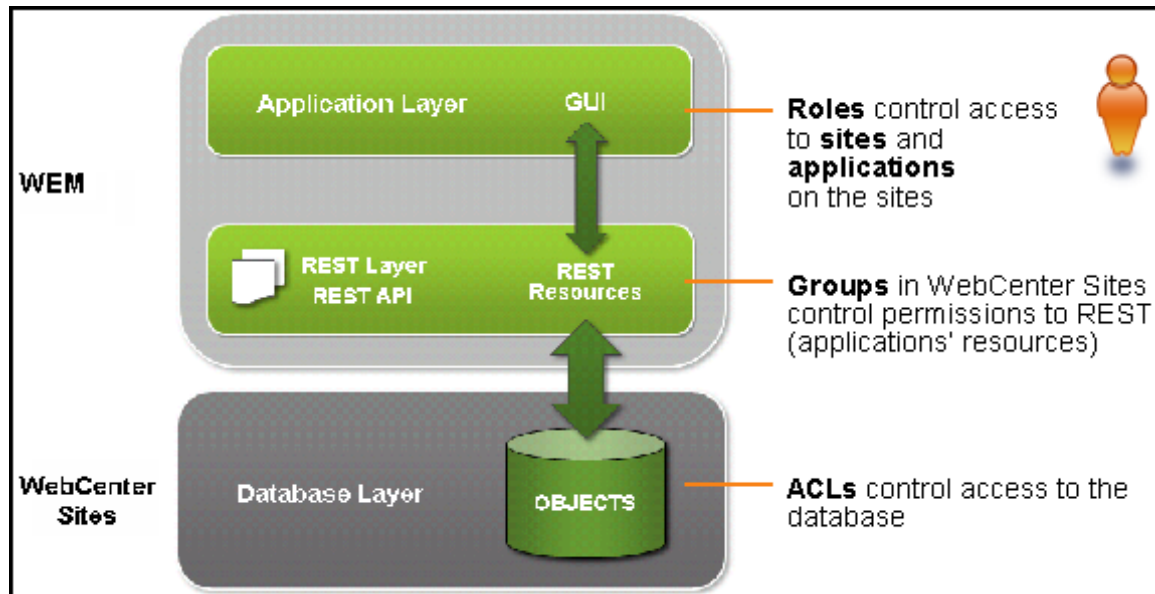 Application Layer
GUI
Roles control access
to sites and
applications
on the sites
WEM
REST Layer
REST API
REST
Resources
Groups in WebCenter Sites
control permissions to REST
(applications' resources)
WebCenter
Sites
Database Layer
OBJECTS
ACLs control access to the
database